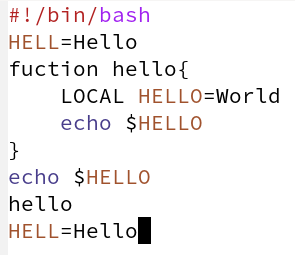 #!/bin/bash
HELL=Hello
fuction hello{
    LOCAL HELLO=World
    echo $HELLO
}
echo $HELLO
hello
HELL=Hello